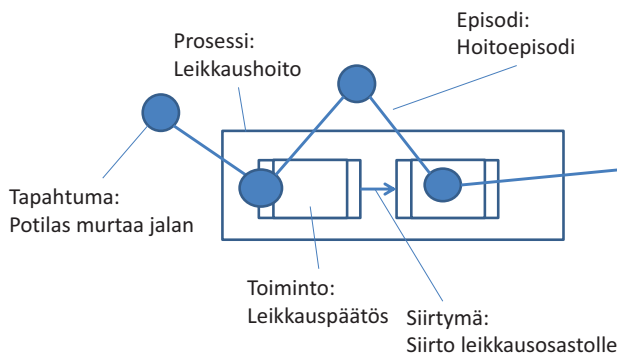 Prosessi:
Leikkaushoito
Episodi:
Hoitoepisodi
Tapahtuma:
Potilas murtaa jalan
Toiminto:
Leikkauspäätös
Siirtymä:
Siirto leikkausosastolle